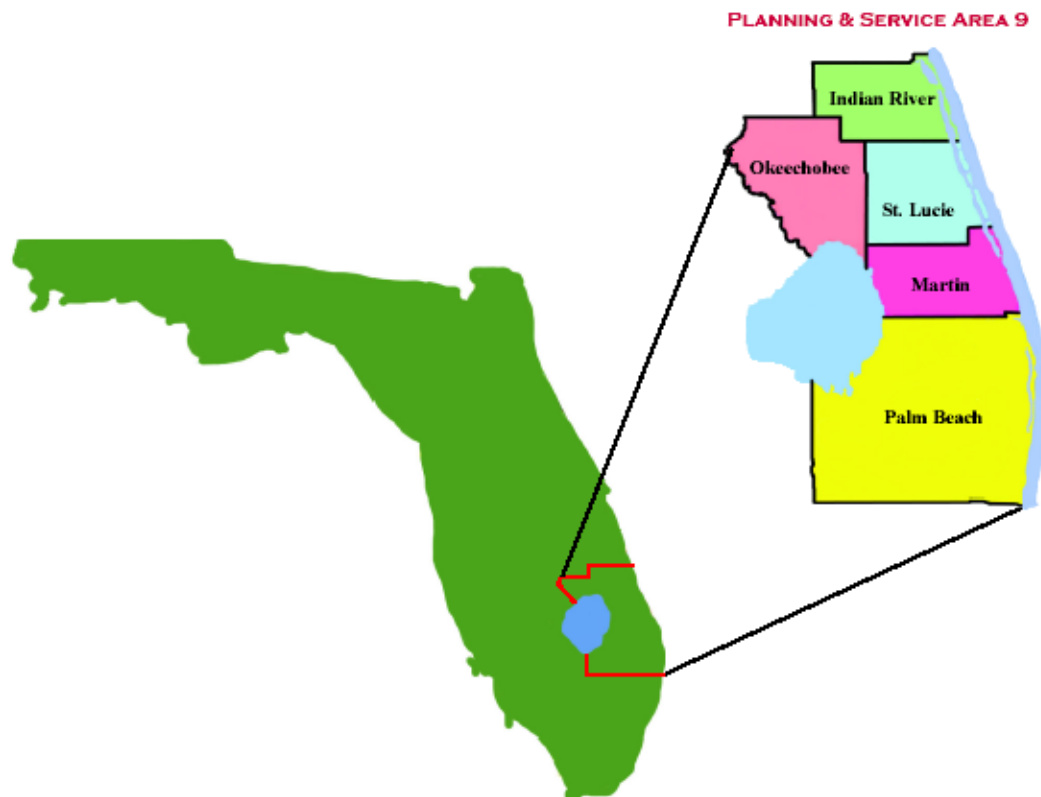 PLANNING & SERVICE AREA 9
Indian River
Okeechobee
St. Lucie
Martin
Palm Beach